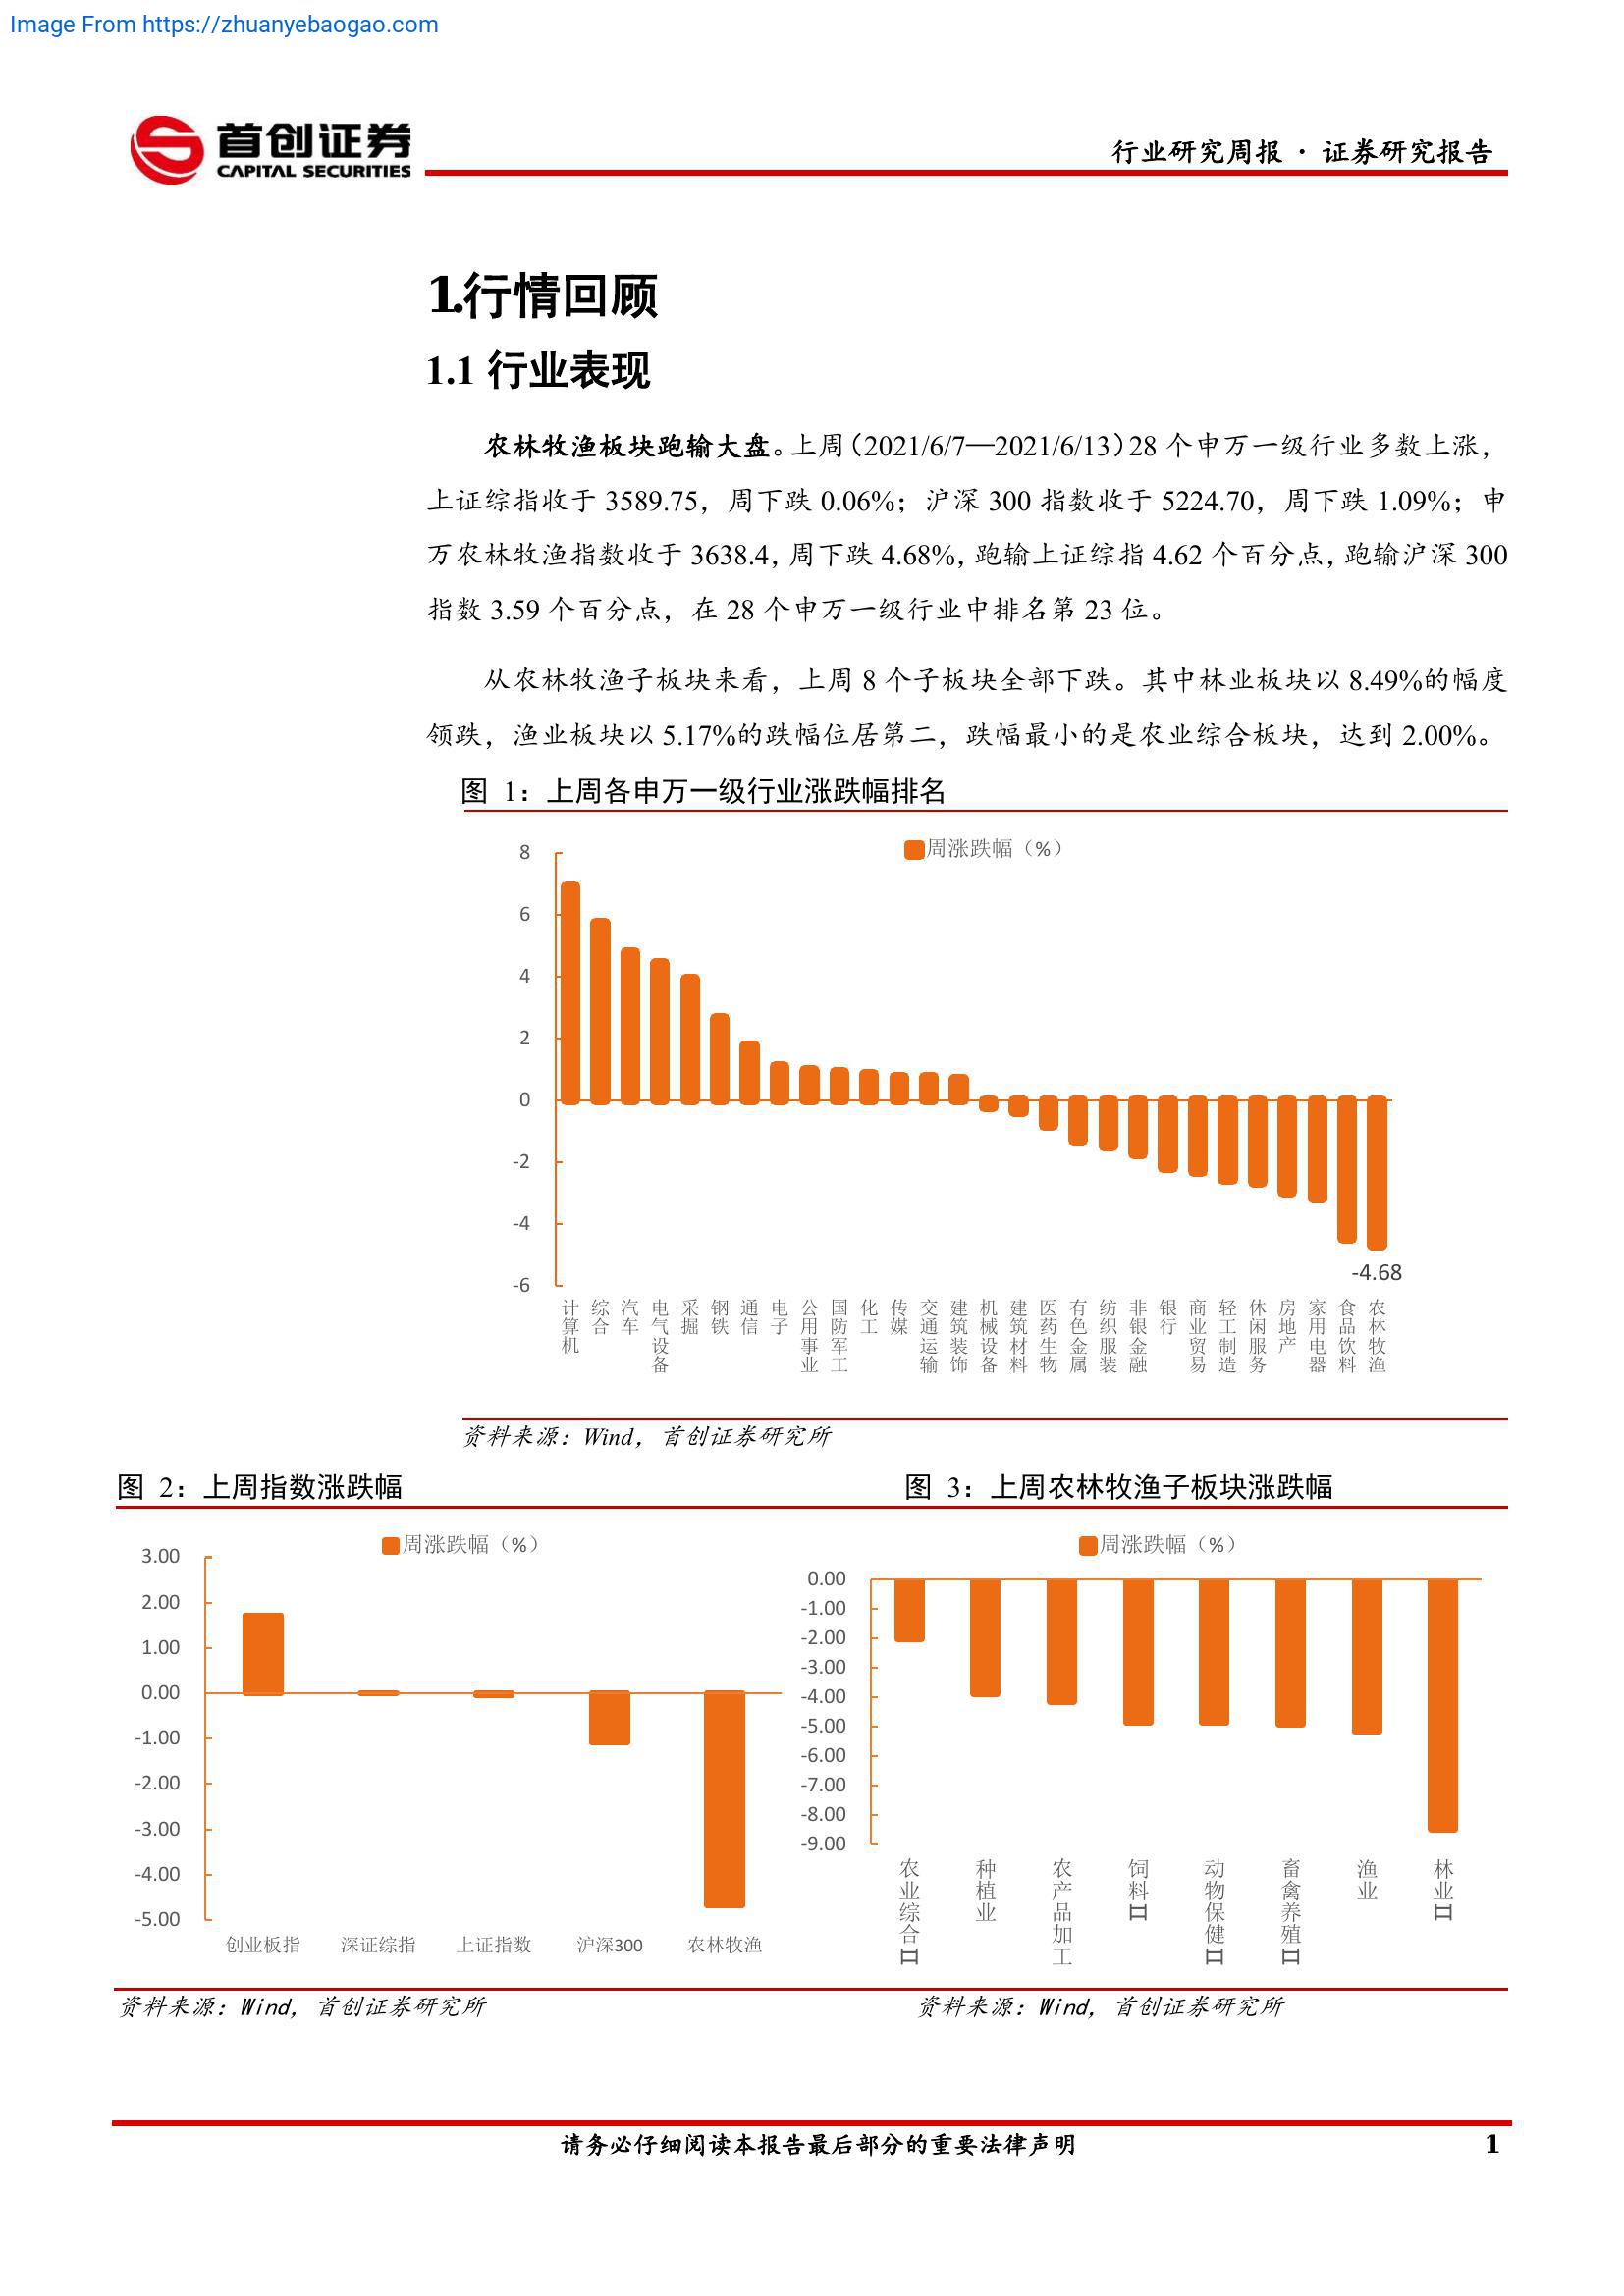 Image From https://zhuanyebaogao.com
首创证券
CAPITAL SECURITIES
行业研究周报 · 证券研究报告
1.行情回顾
1.1 行业表现
农林牧渔板块跑输大盘。上周（2021/6/7—2021/6/13）28 个申万一级行业多数上涨，
上证综指收于 3589.75，周下跌 0.06%；沪深 300 指数收于 5224.70，周下跌 1.09%；申
万农林牧渔指数收于 3638.4，周下跌 4.68%，跑输上证综指 4.62 个百分点，跑输沪深 300
指数 3.59 个百分点，在 28 个申万一级行业中排名第 23 位。
从农林牧渔子板块来看，上周 8 个子板块全部下跌。其中林业板块以 8.49%的幅度
领跌，渔业板块以 5.17%的跌幅位居第二，跌幅最小的是农业综合板块，达到 2.00%。
图 1：上周各申万一级行业涨跌幅排名
周涨跌幅（%）
8
6
4
2
0
-2
-4
-6
-4.68
计算机 综合 汽车 电气设备 采掘 钢铁 通信 电子 公用事业 国防军工 化工 传媒 交通运输 建筑装饰 机械设备 建筑材料 医药生物 有色金属 纺织服装 非银金融 银行 商业贸易 轻工制造 休闲服务 房地产 家用电器 食品饮料 农林牧渔
资料来源：Wind，首创证券研究所
图 2：上周指数涨跌幅
周涨跌幅（%）
3.00
2.00
1.00
0.00
-1.00
-2.00
-3.00
-4.00
-5.00
创业板指 深证综指 上证指数 沪深300 农林牧渔
资料来源：Wind，首创证券研究所
图 3：上周农林牧渔子板块涨跌幅
周涨跌幅（%）
0.00
-1.00
-2.00
-3.00
-4.00
-5.00
-6.00
-7.00
-8.00
-9.00
农业综合Ⅱ 种植业 农产品加工 饲料Ⅱ 动物保健Ⅱ 畜禽养殖Ⅱ 渔业 林业Ⅱ
资料来源：Wind，首创证券研究所
请务必仔细阅读本报告最后部分的重要法律声明
1